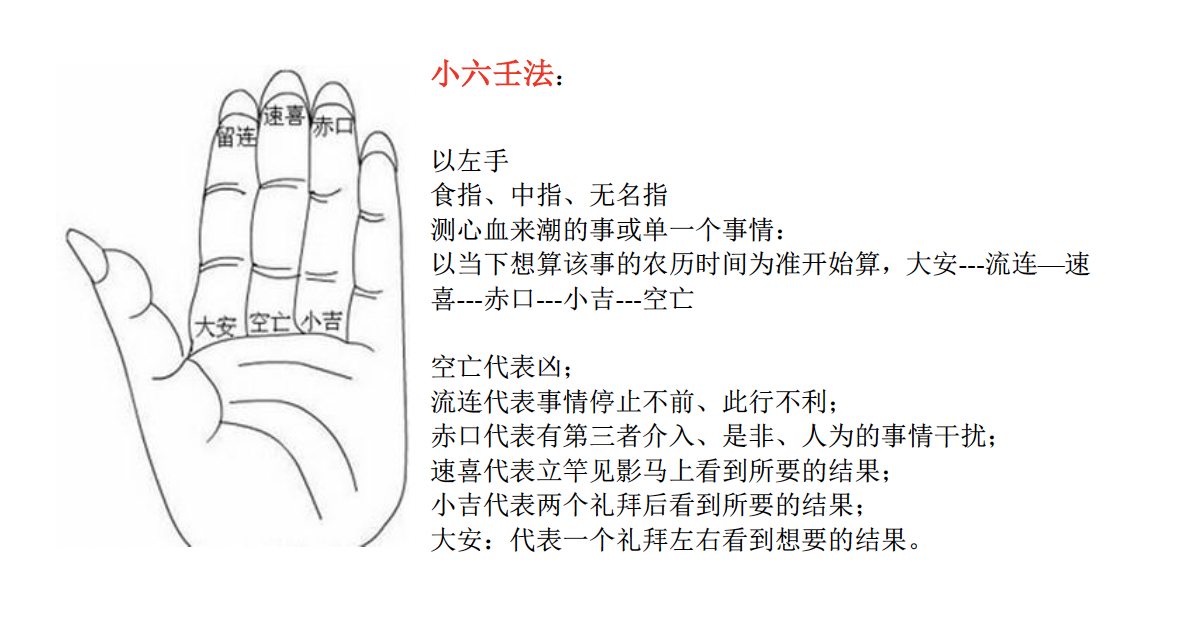 小六壬法：
留连
速喜
赤口
大安
空亡
小吉
以左手
食指、中指、无名指
测心血来潮的事或单一个事情：
以当下想算该事的农历时间为准开始算，大安---流连—速
喜---赤口---小吉---空亡
空亡代表凶；
流连代表事情停止不前、此行不利；
赤口代表有第三者介入、是非、人为的事情干扰；
速喜代表立竿见影马上看到所要的结果；
小吉代表两个礼拜后看到所要的结果；
大安：代表一个礼拜左右看到想要的结果。